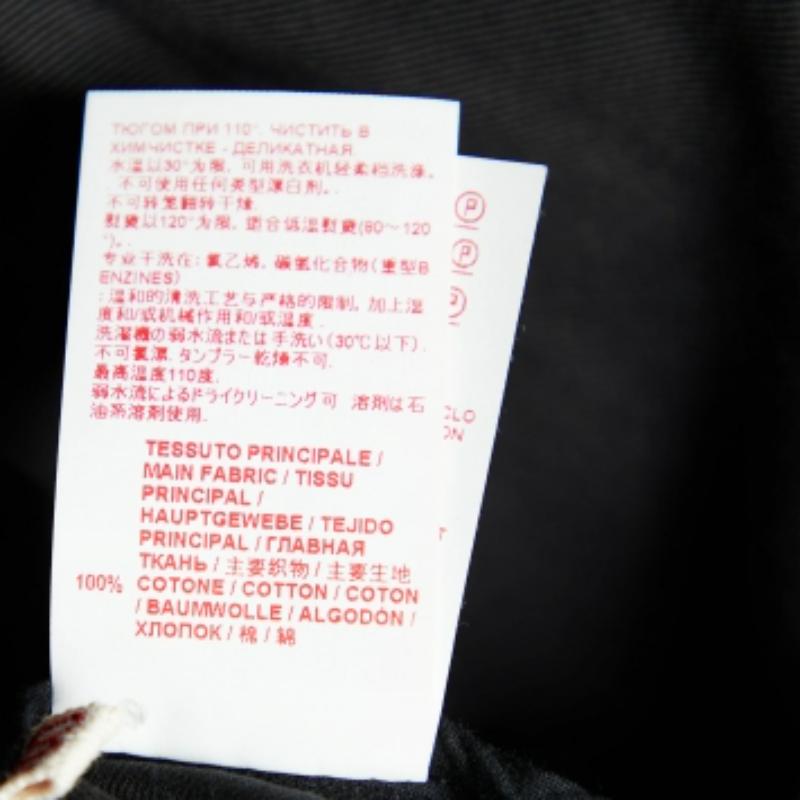 ТЮГОМ ПРИ 110°. ЧИСТИТЬ В
ХИМЧИСТКЕ - ДЕЛИКАТНАЯ.
水温以30°为限, 可用洗衣机轻柔档洗涤。
. 不可使用任何类型漂白剂。.
不可转笼翻转干燥.
熨烫以120°为限, 适合低温熨烫(80~120
°)。.
专业干洗在: 氯乙烯, 碳氢化合物(重型B
ENZINES)
: 温和的清洗工艺与严格的限制, 加上湿
度和/或机械作用和/或温度.
洗濯機の弱水流または手洗い(30℃以下).
不可氯漂. タンブラー乾燥不可.
最高温度110度.
弱水流によるドライクリーニング可 溶剤は石
油系溶剤使用.
TESSUTO PRINCIPALE /
MAIN FABRIC / TISSU
PRINCIPAL /
HAUPTGEWEBE / TEJIDO
PRINCIPAL / ГЛАВНАЯ
ТКАНЬ / 主要织物 / 主要生地
100% COTONE / COTTON / COTON
/ BAUMWOLLE / ALGODÓN /
ХЛОПОК / 棉 / 綿
P
P
P
CLO
ON
T